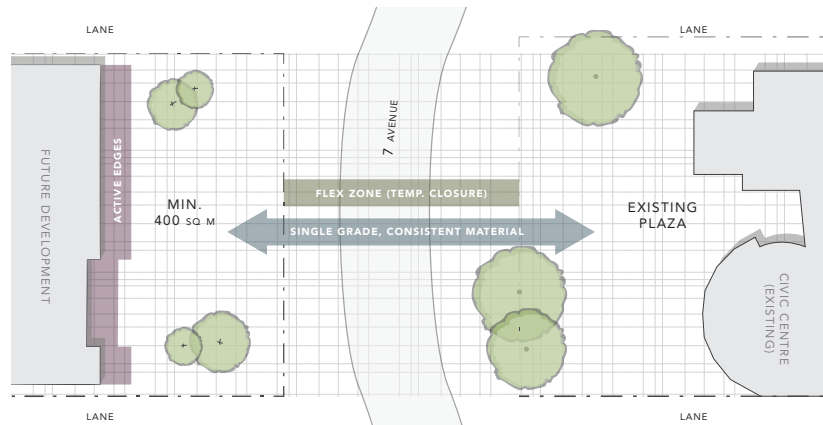 LANE
LANE
7 AVENUE
FUTURE DEVELOPMENT
ACTIVE EDGES
FLEX ZONE (TEMP. CLOSURE)
MIN.
400 SQ M
EXISTING
PLAZA
SINGLE GRADE, CONSISTENT MATERIAL
CIVIC CENTRE
(EXISTING)
LANE
LANE